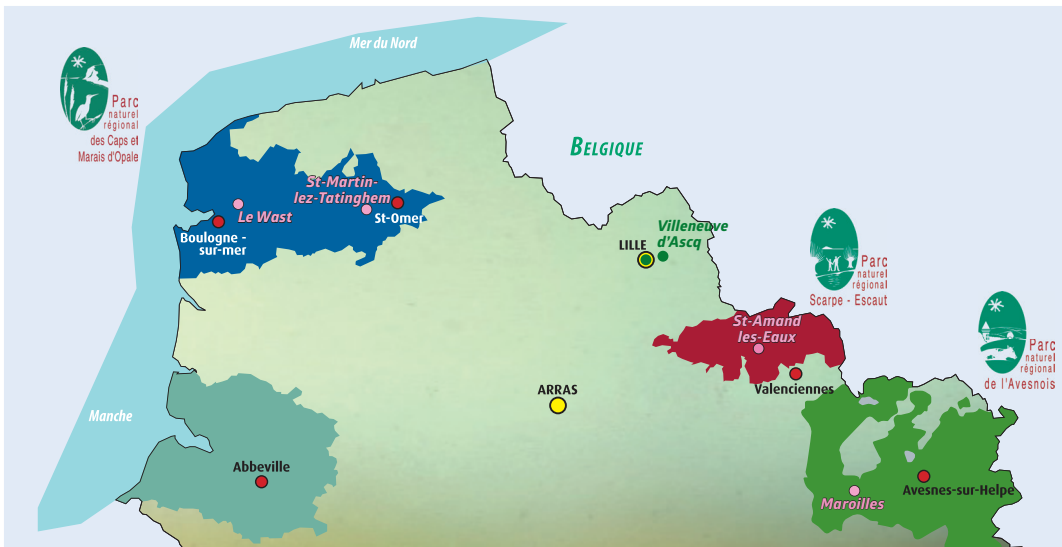 Mer du Nord
Parc
naturel
régional
des Caps et
Marais d'Opale
BELGIQUE
St-Martin-
lez-Tatinghem
Le Wast
St-Omer
Boulogne -
sur-mer
Villeneuve
d'Ascq
LILLE
Parc
naturel
régional
Scarpe - Escaut
St-Amand
les-Eaux
Parc
naturel
régional
de l'Avesnois
Valenciennes
ARRAS
Manche
Abbeville
Avesnes-sur-Helpe
Maroilles